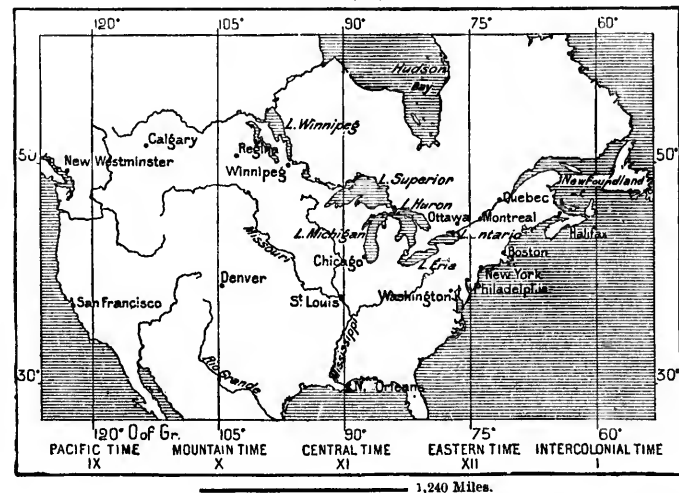 120° 105° 90° 75° 60°
Hudson
Bay
L. Winnipeg
Calgary
Regina
50° 50°
New Westminster
Winnipeg
L. Superior
Newfoundland
Quebec
L. Huron
Ottawa
Montreal
Missouri
L. Michigan
L. ntario
Halifax
Boston
Chicago
L. Erie
New York
Denver
Philadelphia
San Francisco
St. Louis
Washington
Mississippi
Rio Grande
30° 30°
N. Orleans
120° O of Gr. 105° 90° 75° 60°
PACIFIC TIME MOUNTAIN TIME CENTRAL TIME EASTERN TIME INTERCOLONIAL TIME
IX X XI XII I
1,240 Miles.